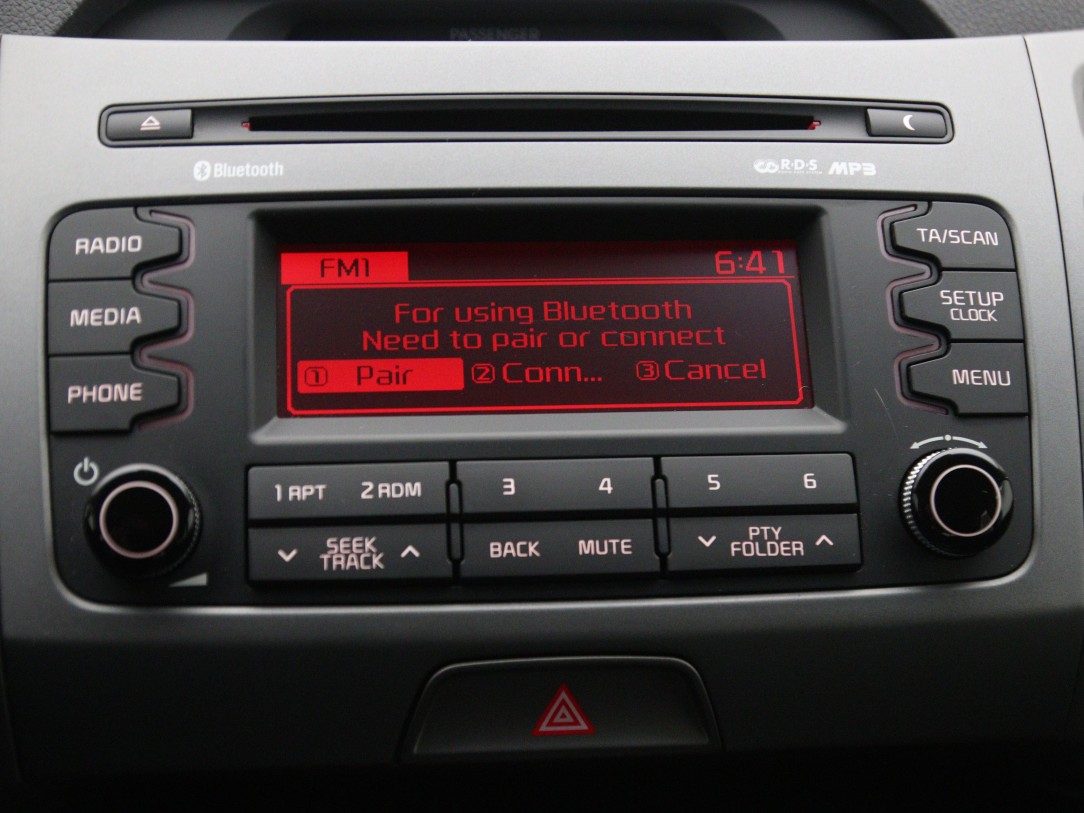 PASSENGER
Bluetooth
R·D·S MP3
RADIO
MEDIA
PHONE
FM1 6:41
For using Bluetooth
Need to pair or connect
① Pair ② Conn... ③ Cancel
TA/SCAN
SETUP
CLOCK
MENU
1 APT 2 RDM 3 4 5 6
SEEK
TRACK
BACK MUTE
PTY
FOLDER